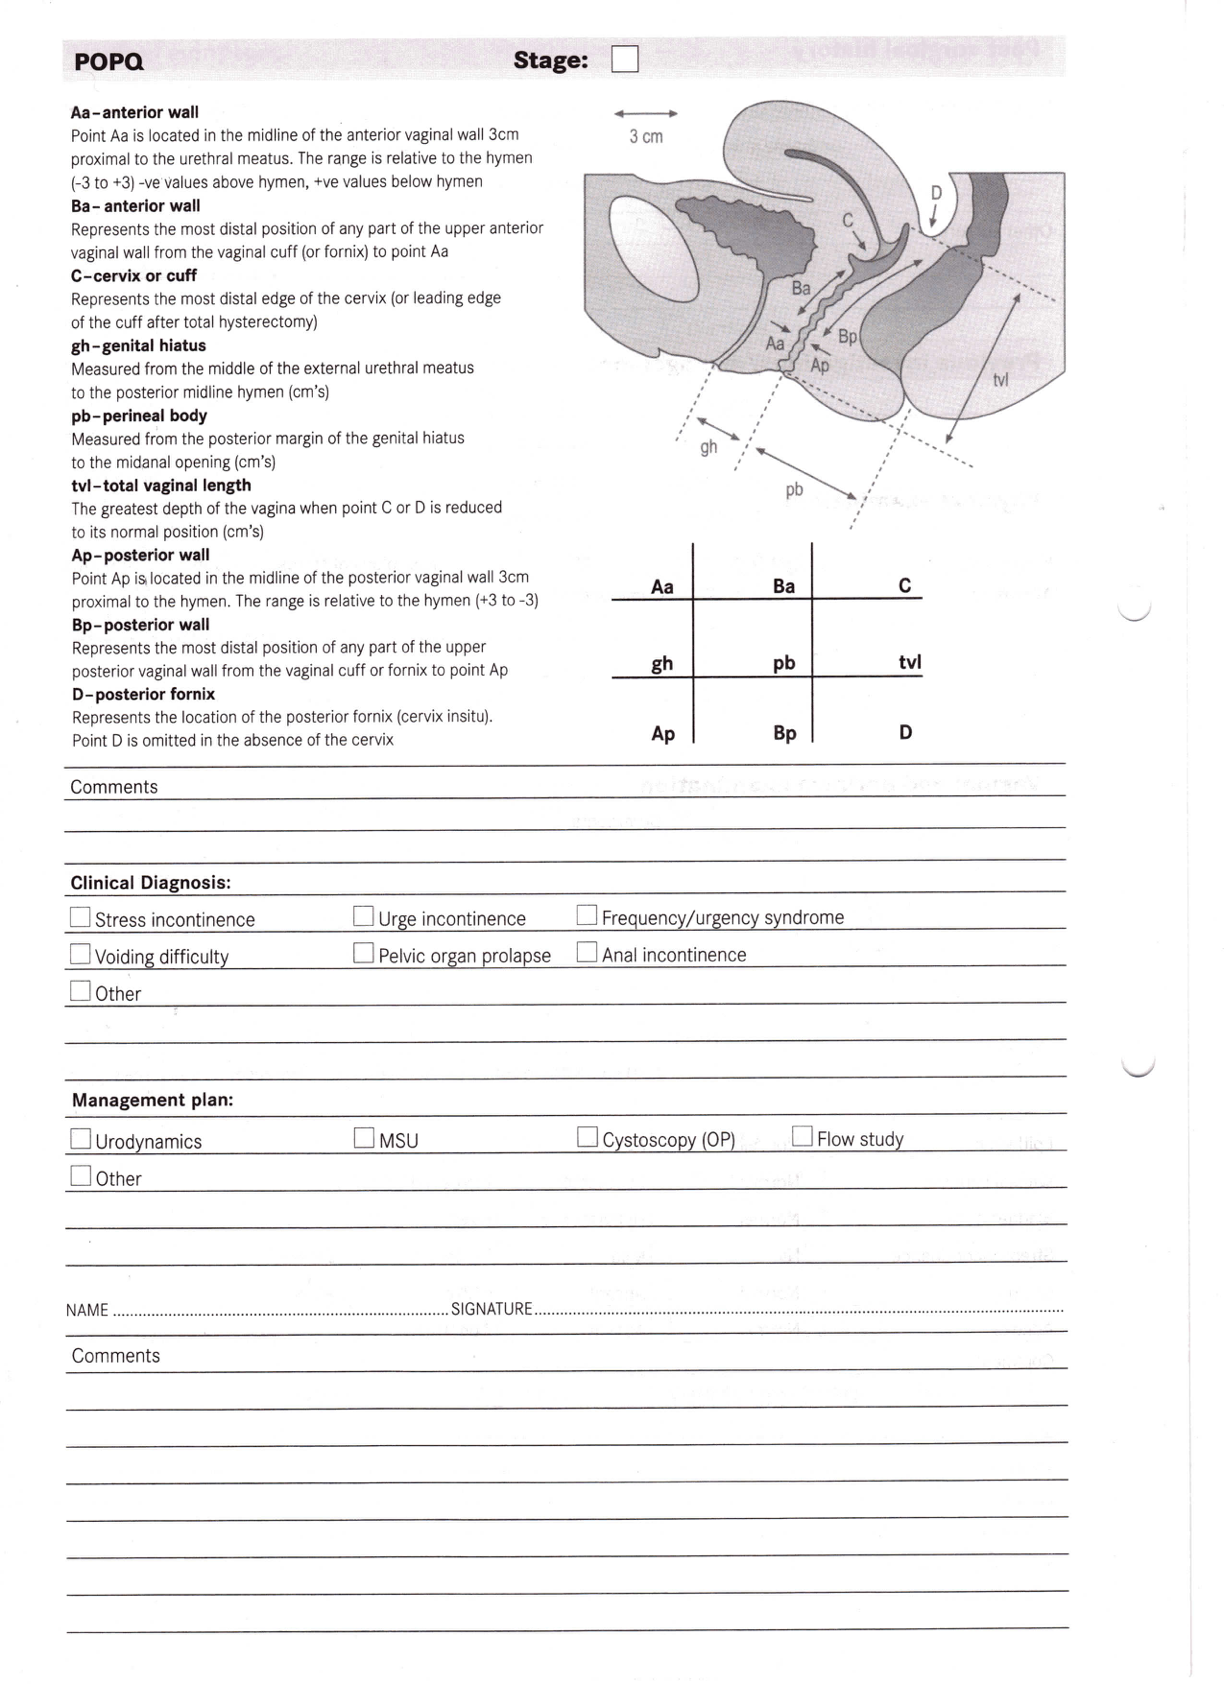 POPQ Stage:
Aa–anterior wall
Point Aa is located in the midline of the anterior vaginal wall 3cm
proximal to the urethral meatus. The range is relative to the hymen
(-3 to +3) -ve values above hymen, +ve values below hymen
Ba– anterior wall
Represents the most distal position of any part of the upper anterior
vaginal wall from the vaginal cuff (or fornix) to point Aa
C–cervix or cuff
Represents the most distal edge of the cervix (or leading edge
of the cuff after total hysterectomy)
gh–genital hiatus
Measured from the middle of the external urethral meatus
to the posterior midline hymen (cm's)
pb–perineal body
Measured from the posterior margin of the genital hiatus
to the midanal opening (cm's)
tvl–total vaginal length
The greatest depth of the vagina when point C or D is reduced
to its normal position (cm's)
Ap–posterior wall
Point Ap is located in the midline of the posterior vaginal wall 3cm
proximal to the hymen. The range is relative to the hymen (+3 to -3)
Bp–posterior wall
Represents the most distal position of any part of the upper
posterior vaginal wall from the vaginal cuff or fornix to point Ap
D–posterior fornix
Represents the location of the posterior fornix (cervix insitu).
Point D is omitted in the absence of the cervix
3 cm
D
C
Ba
Bp
Aa
Ap
tvl
gh
pb
Aa Ba C
gh pb tvl
Ap Bp D
Comments
Clinical Diagnosis:
Stress incontinence Urge incontinence Frequency/urgency syndrome
Voiding difficulty Pelvic organ prolapse Anal incontinence
Other
Management plan:
Urodynamics MSU Cystoscopy (OP) Flow study
Other
NAME ................................................................. SIGNATURE.......................................................................................................
Comments